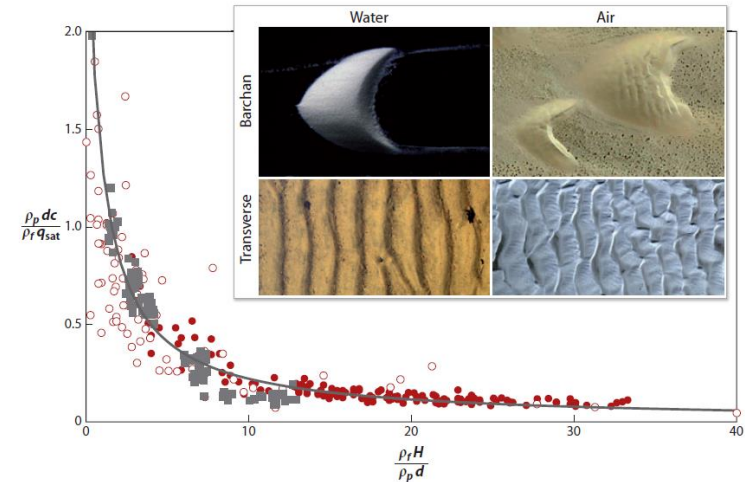 Water Air
Barchan
Transverse
2.0
1.5
1.0
0.5
0
ρp dc
ρf qsat
0 10 20 30 40
ρf H
ρp d